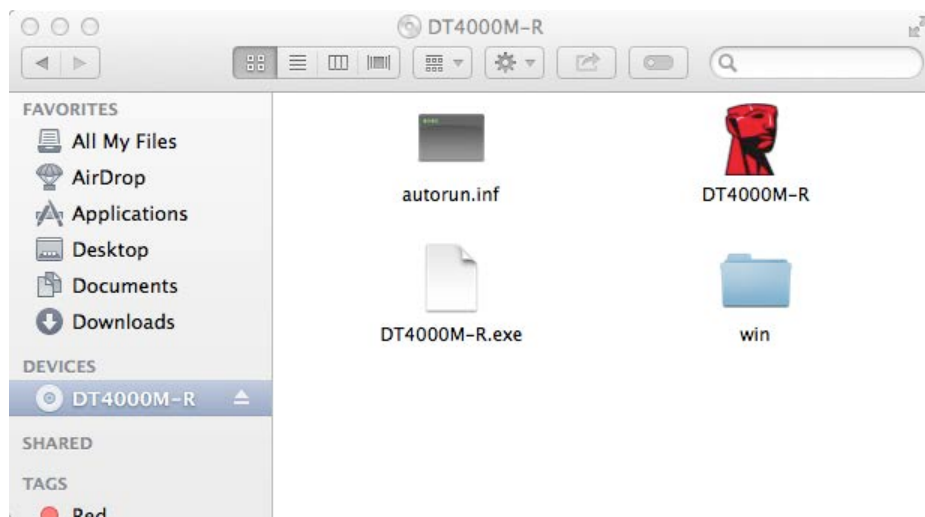 DT4000M-R
FAVORITES
All My Files
AirDrop
Applications
Desktop
Documents
Downloads
DEVICES
DT4000M-R
SHARED
TAGS
Red
autorun.inf
DT4000M-R
DT4000M-R.exe
win